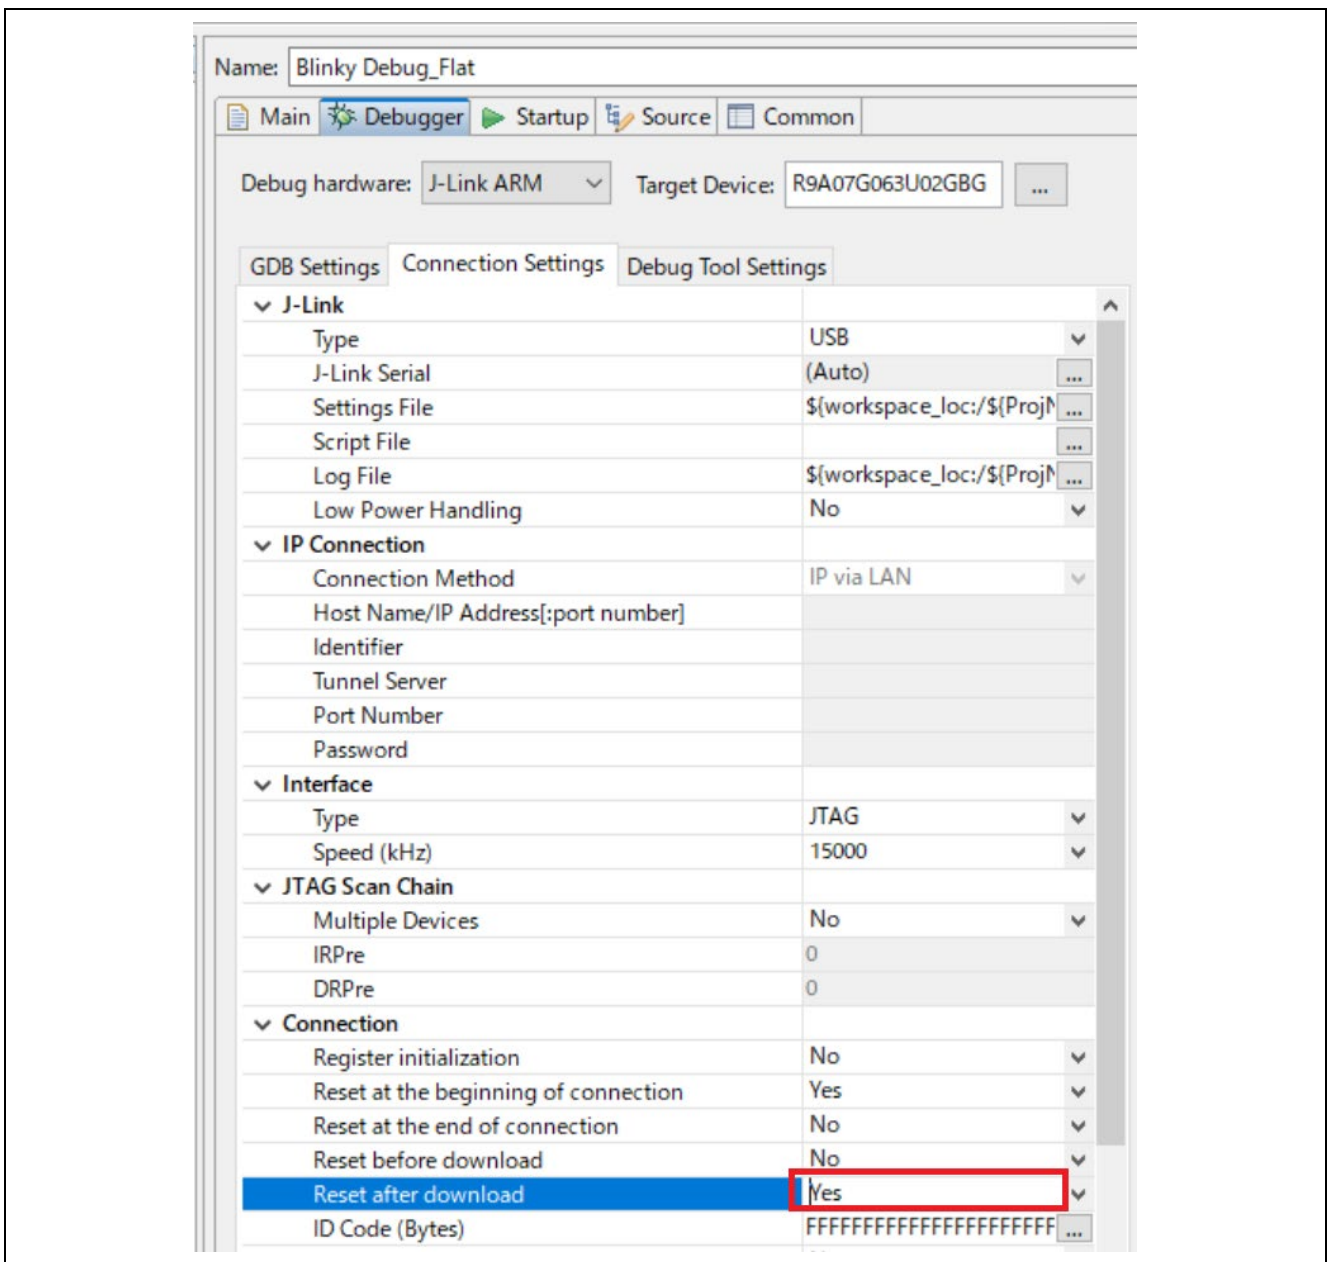 Name: Blinky Debug_Flat
Main Debugger Startup Source Common
Debug hardware: J-Link ARM Target Device: R9A07G063U02GBG ...
GDB Settings Connection Settings Debug Tool Settings
J-Link
Type USB
J-Link Serial (Auto) ...
Settings File ${workspace_loc:/${Proj ...
Script File ...
Log File ${workspace_loc:/${Proj ...
Low Power Handling No
IP Connection
Connection Method IP via LAN
Host Name/IP Address[:port number]
Identifier
Tunnel Server
Port Number
Password
Interface
Type JTAG
Speed (kHz) 15000
JTAG Scan Chain
Multiple Devices No
IRPre 0
DRPre 0
Connection
Register initialization No
Reset at the beginning of connection Yes
Reset at the end of connection No
Reset before download No
Reset after download Yes
ID Code (Bytes) FFFFFFFFFFFFFFFFFFFFFF ...